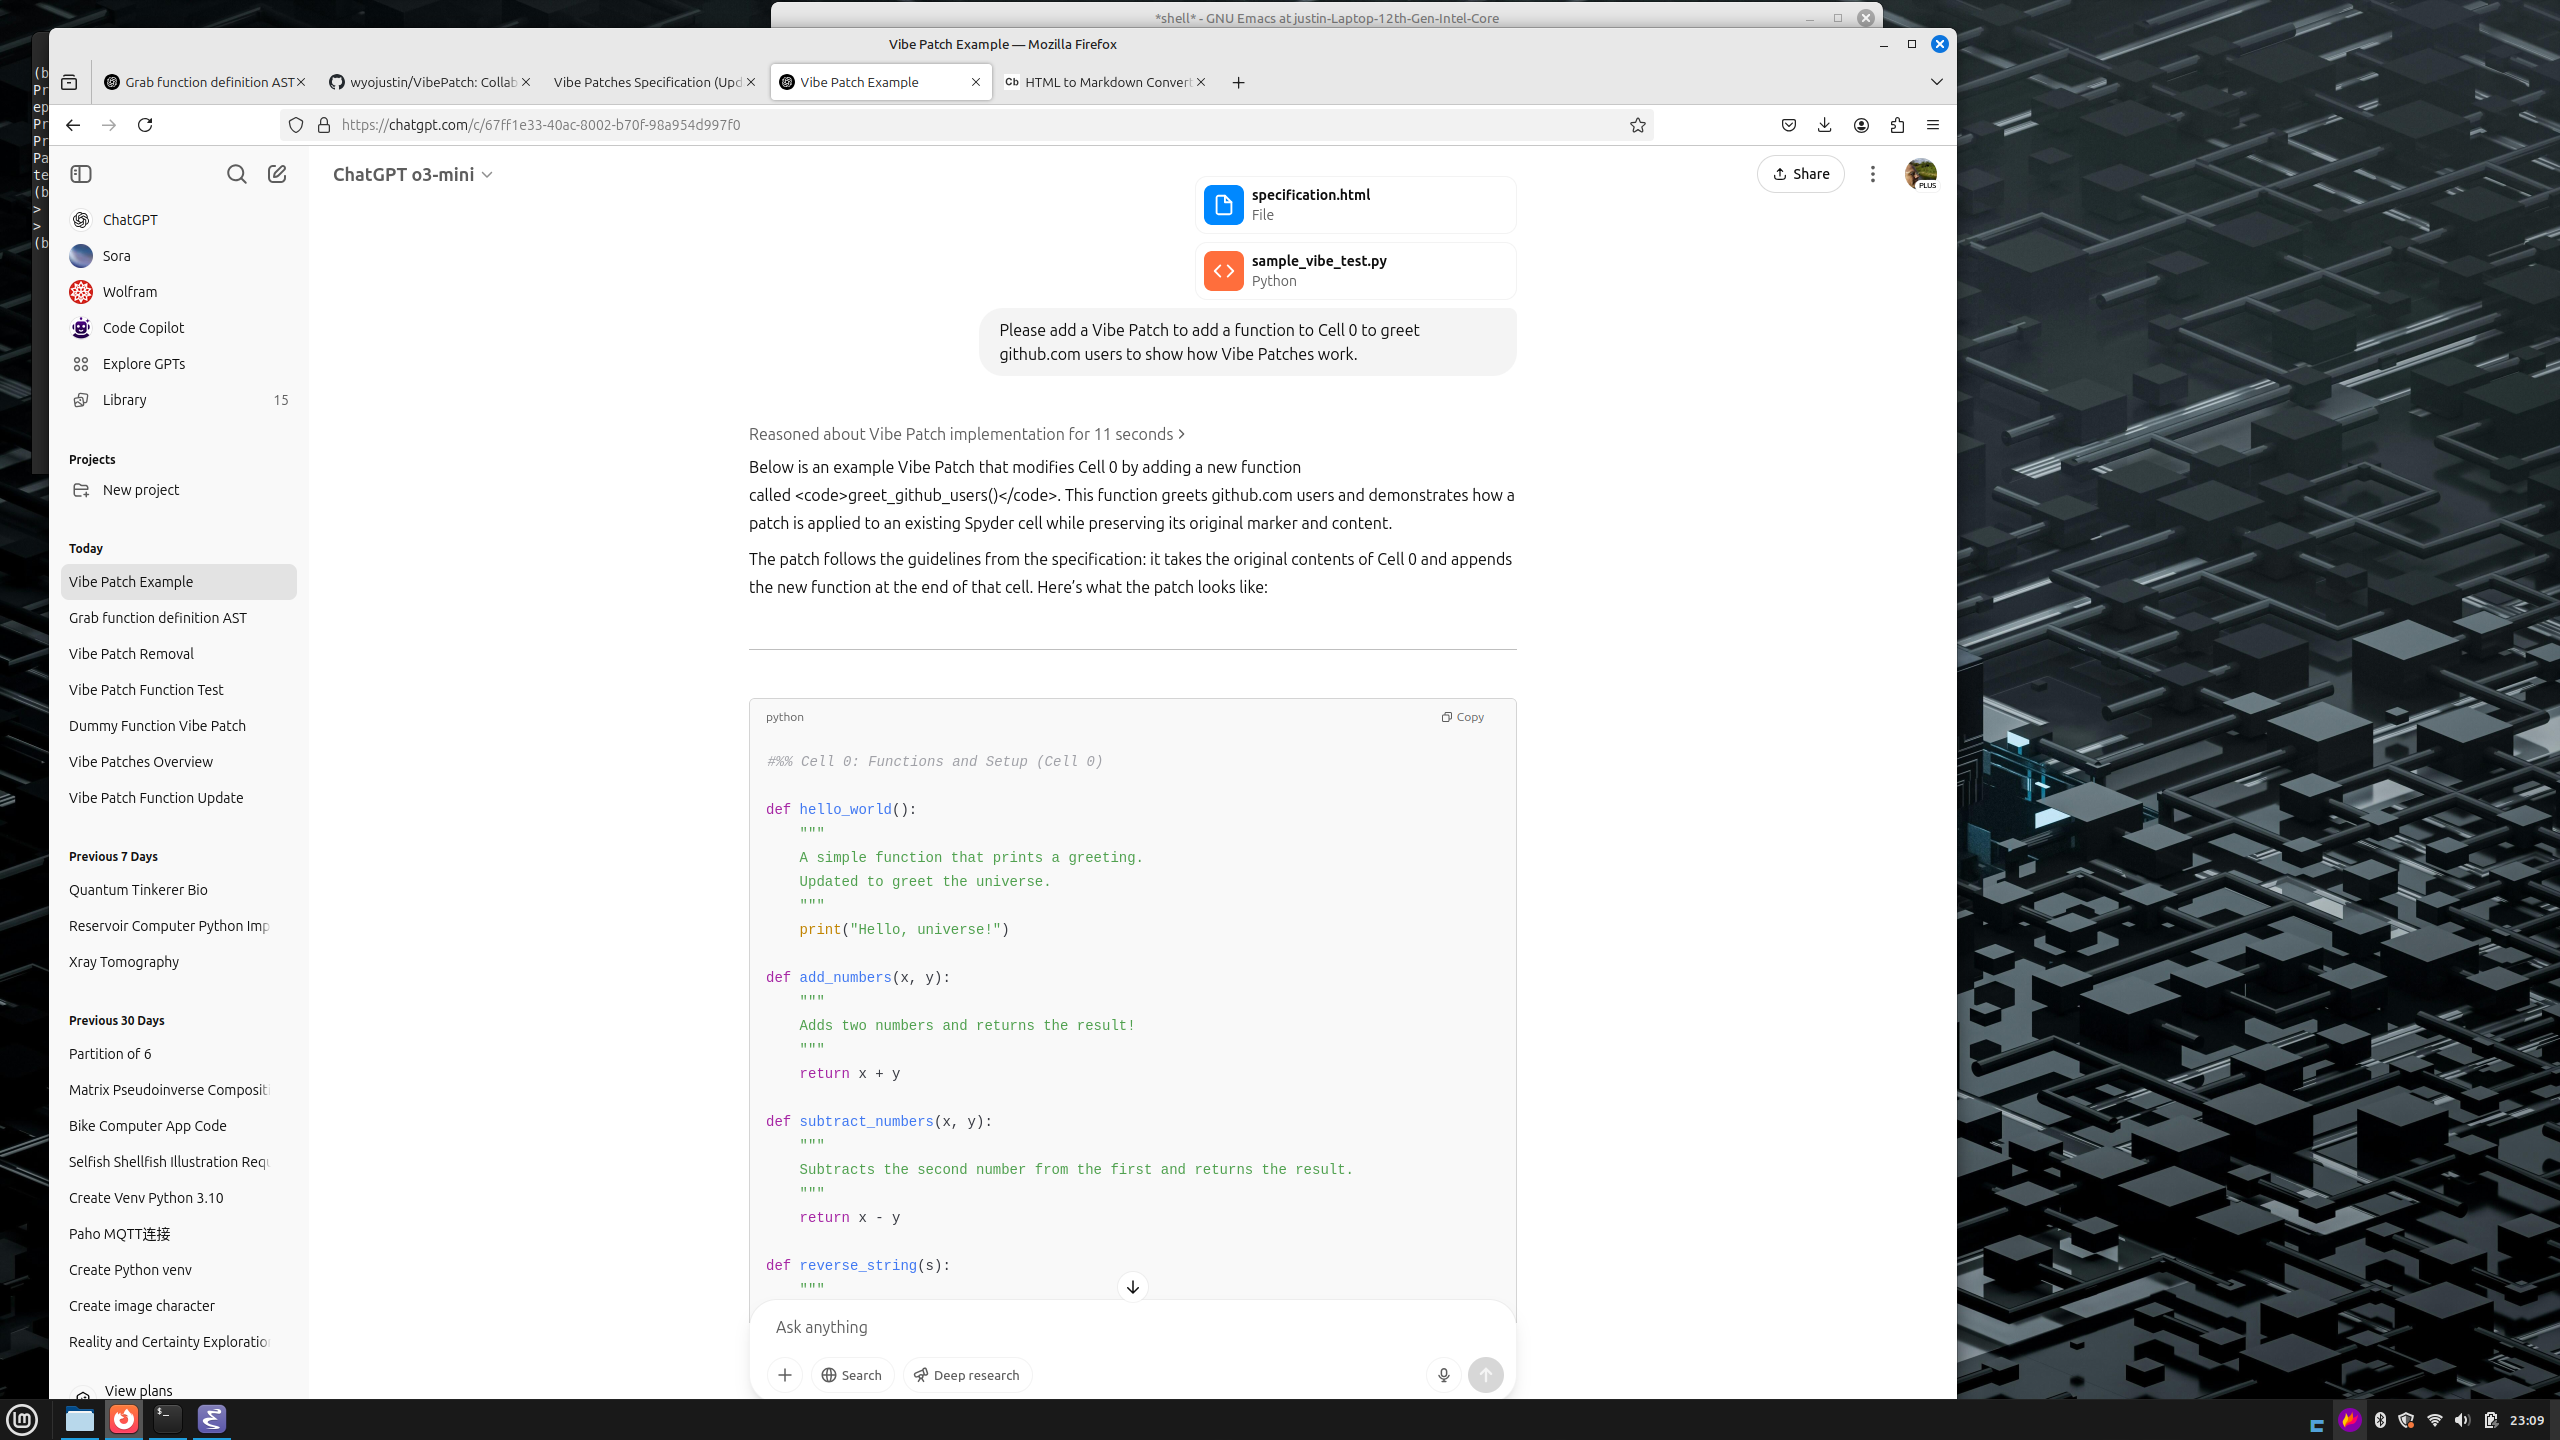 *shell* - GNU Emacs at justin-Laptop-12th-Gen-Intel-Core
Vibe Patch Example — Mozilla Firefox
Grab function definition AST
wyojustin/VibePatch: Collab
Vibe Patches Specification (Upd
Vibe Patch Example
Cb HTML to Markdown Convert
https://chatgpt.com/c/67ff1e33-40ac-8002-b70f-98a954d997f0
(b
Pr
ep
Pr
Pr
Pa
te
(b
>
>
(b
ChatGPT
Sora
Wolfram
Code Copilot
Explore GPTs
Library 15
Projects
New project
Today
Vibe Patch Example
Grab function definition AST
Vibe Patch Removal
Vibe Patch Function Test
Dummy Function Vibe Patch
Vibe Patches Overview
Vibe Patch Function Update
Previous 7 Days
Quantum Tinkerer Bio
Reservoir Computer Python Imp
Xray Tomography
Previous 30 Days
Partition of 6
Matrix Pseudoinverse Compositi
Bike Computer App Code
Selfish Shellfish Illustration Requ
Create Venv Python 3.10
Paho MQTT连接
Create Python venv
Create image character
Reality and Certainty Exploration
View plans
ChatGPT o3-mini
Share
PLUS
specification.html
File
sample_vibe_test.py
Python
Please add a Vibe Patch to add a function to Cell 0 to greet
github.com users to show how Vibe Patches work.
Reasoned about Vibe Patch implementation for 11 seconds
Below is an example Vibe Patch that modifies Cell 0 by adding a new function
called <code>greet_github_users()</code>. This function greets github.com users and demonstrates how a
patch is applied to an existing Spyder cell while preserving its original marker and content.
The patch follows the guidelines from the specification: it takes the original contents of Cell 0 and appends
the new function at the end of that cell. Here’s what the patch looks like:
python
Copy
#%% Cell 0: Functions and Setup (Cell 0)
def hello_world():
    """
    A simple function that prints a greeting.
    Updated to greet the universe.
    """
    print("Hello, universe!")
def add_numbers(x, y):
    """
    Adds two numbers and returns the result!
    """
    return x + y
def subtract_numbers(x, y):
    """
    Subtracts the second number from the first and returns the result.
    """
    return x - y
def reverse_string(s):
    """
Ask anything
Search
Deep research
23:09